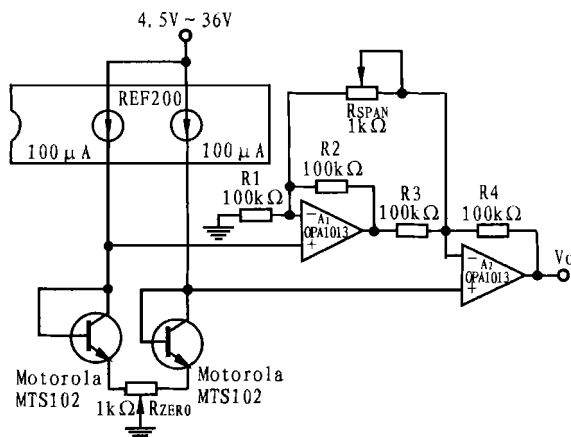 4.5V~36V
REF200
100μA
100μA
RSPAN
1kΩ
R1
100kΩ
R2
100kΩ
R3
100kΩ
R4
100kΩ
−
A1
OPA1013
+
−
A2
OPA1013
+
Motorola
MTS102
Motorola
MTS102
1kΩ
RZERO